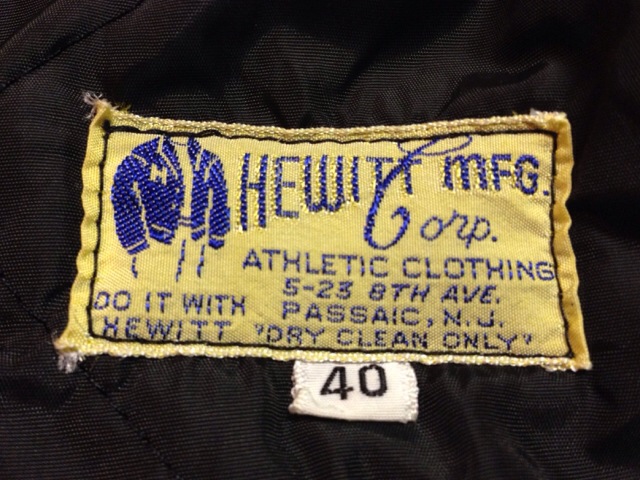 HEWITT MFG.
Corp.
ATHLETIC CLOTHING
5-23 8TH AVE.
DO IT WITH PASSAIC, N.J.
HEWITT "DRY CLEAN ONLY"
40